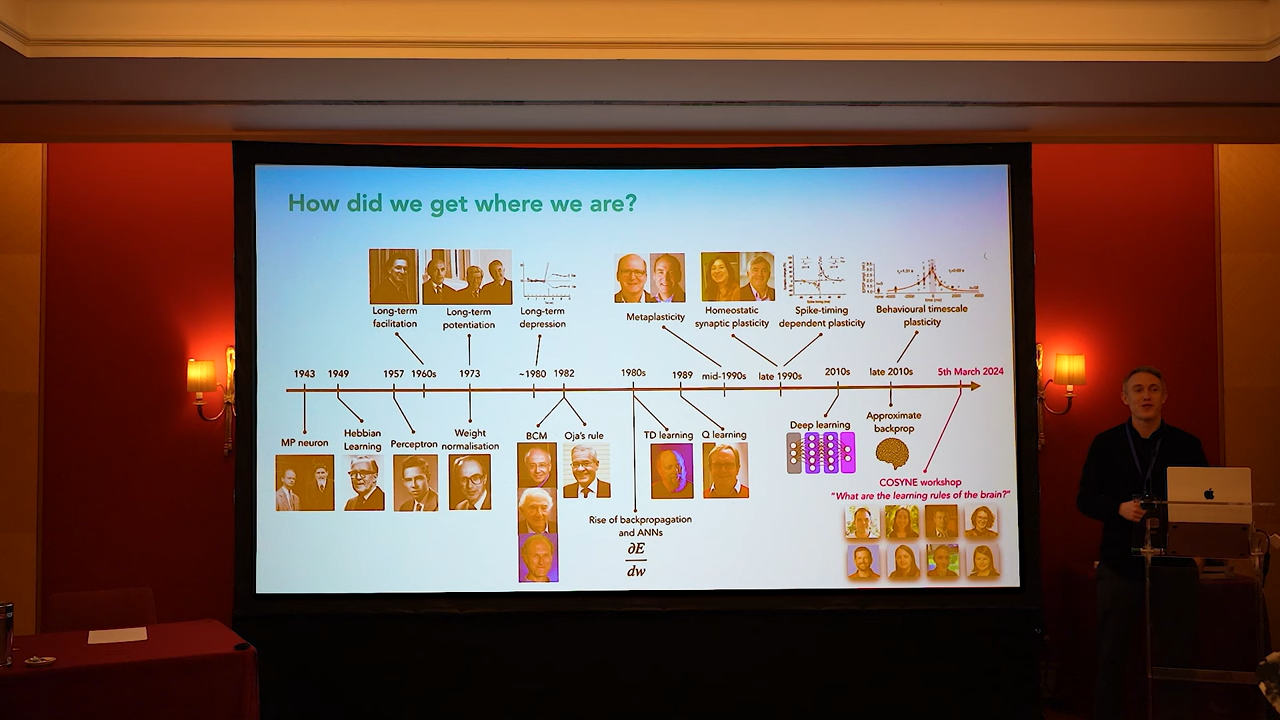 How did we get where we are?
Long-term
facilitation
Long-term
potentiation
Long-term
depression
Metaplasticity
Homeostatic
synaptic plasticity
Spike-timing
dependent plasticity
Behavioural timescale
plasticity
1943
1949
1957
1960s
1973
~1980
1982
1980s
1989
mid-1990s
late 1990s
2010s
late 2010s
5th March 2024
MP neuron
Hebbian
Learning
Perceptron
Weight
normalisation
BCM
Oja's rule
TD learning
Q learning
Deep learning
Approximate
backprop
Rise of backpropagation
and ANNs
∂E
dw
COSYNE workshop
"What are the learning rules of the brain?"